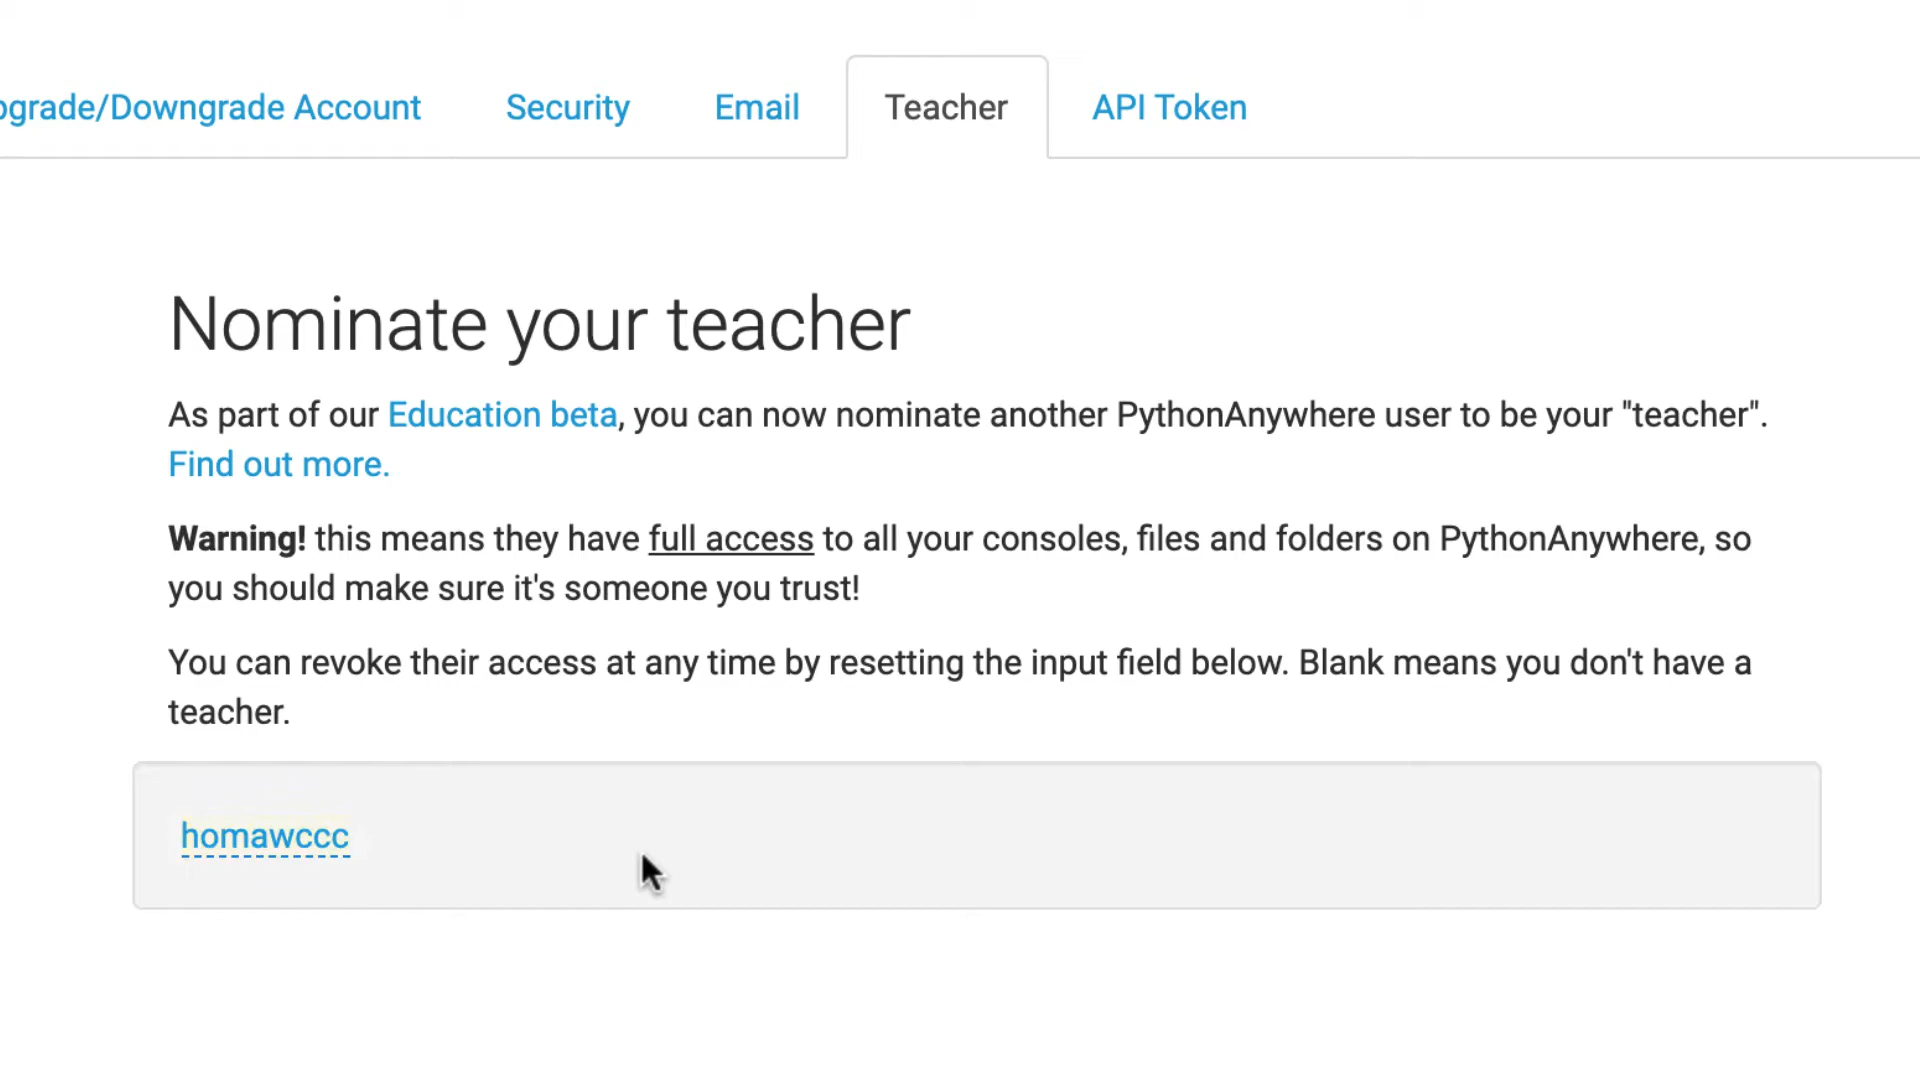 pgrade/Downgrade Account Security Email Teacher API Token
Nominate your teacher
As part of our Education beta, you can now nominate another PythonAnywhere user to be your "teacher".
Find out more.
Warning! this means they have full access to all your consoles, files and folders on PythonAnywhere, so
you should make sure it's someone you trust!
You can revoke their access at any time by resetting the input field below. Blank means you don't have a
teacher.
homawccc